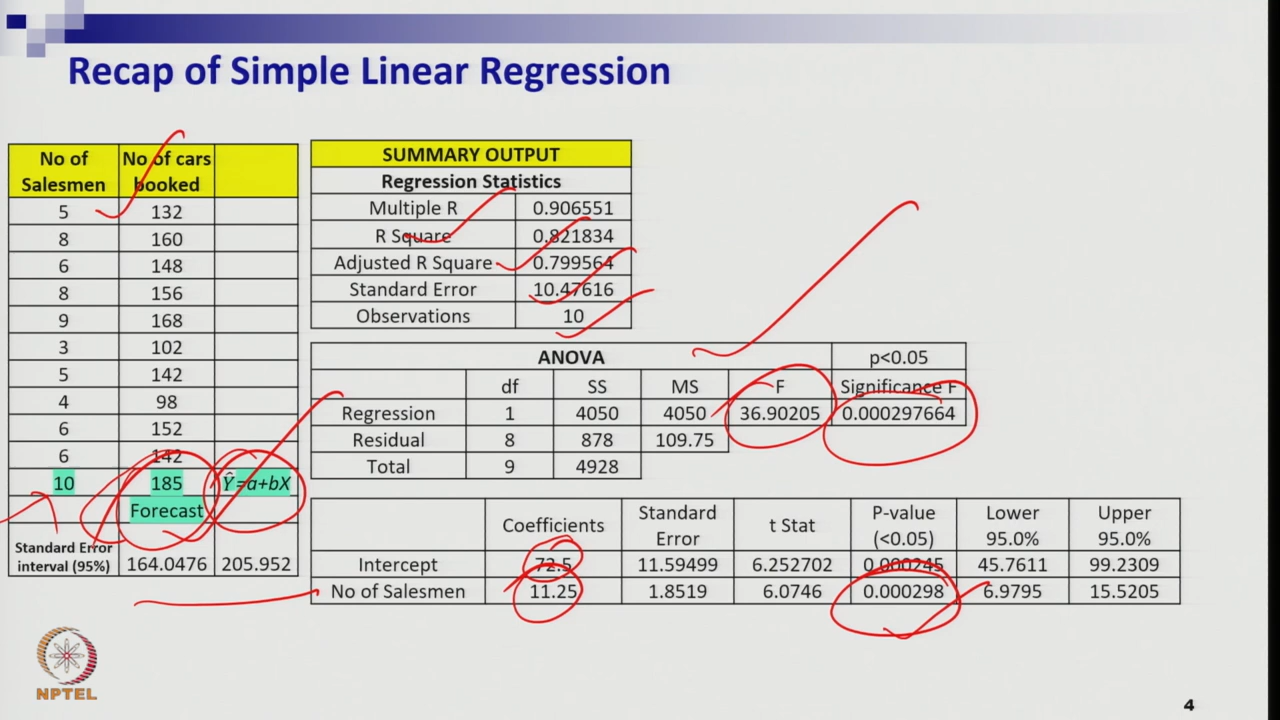 Recap of Simple Linear Regression
No of Salesmen No of cars booked
5 132
8 160
6 148
8 156
9 168
3 102
5 142
4 98
6 152
6 142
10 185 Ŷ=a+bX
Forecast
Standard Error interval (95%) 164.0476 205.952
SUMMARY OUTPUT
Regression Statistics
Multiple R 0.906551
R Square 0.821834
Adjusted R Square 0.799564
Standard Error 10.47616
Observations 10
ANOVA p<0.05
df SS MS F Significance F
Regression 1 4050 4050 36.90205 0.000297664
Residual 8 878 109.75
Total 9 4928
Coefficients Standard Error t Stat P-value (<0.05) Lower 95.0% Upper 95.0%
Intercept 72.5 11.59499 6.252702 0.000245 45.7611 99.2309
No of Salesmen 11.25 1.8519 6.0746 0.000298 6.9795 15.5205
NPTEL
4